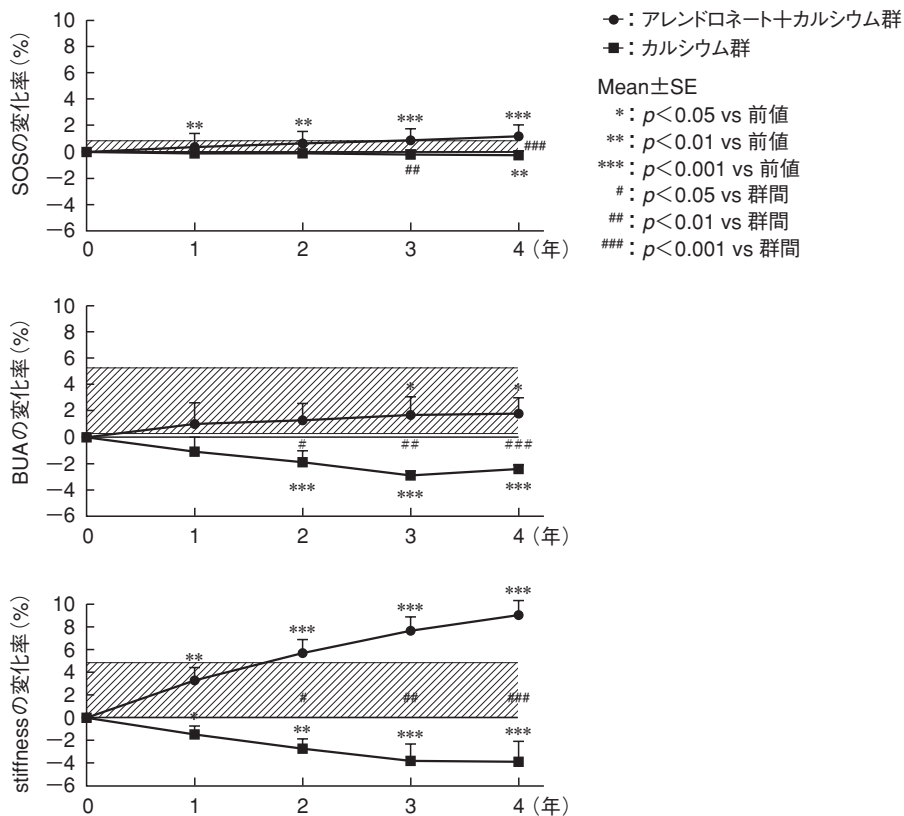 SOSの変化率(%)
10
8
6
4
2
0
−2
−4
−6
** ** *** ***
###
## **
0 1 2 3 4(年)
●:アレンドロネート+カルシウム群
■:カルシウム群
Mean±SE
*:p<0.05 vs 前値
**:p<0.01 vs 前値
***:p<0.001 vs 前値
#:p<0.05 vs 群間
##:p<0.01 vs 群間
###:p<0.001 vs 群間
BUAの変化率(%)
10
8
6
4
2
0
−2
−4
−6
* *
# ## ###
*** *** ***
0 1 2 3 4(年)
stiffnessの変化率(%)
10
8
6
4
2
0
−2
−4
−6
** *** *** ***
# ## ###
* ** *** ***
0 1 2 3 4(年)